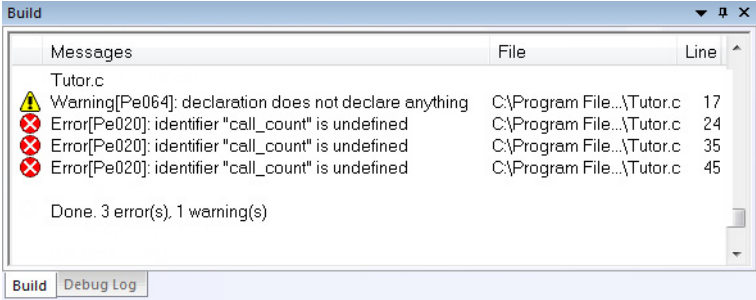 Build
Messages File Line
Tutor.c
Warning[Pe064]: declaration does not declare anything C:\Program File...\Tutor.c 17
Error[Pe020]: identifier "call_count" is undefined C:\Program File...\Tutor.c 24
Error[Pe020]: identifier "call_count" is undefined C:\Program File...\Tutor.c 35
Error[Pe020]: identifier "call_count" is undefined C:\Program File...\Tutor.c 45
Done. 3 error(s), 1 warning(s)
Build Debug Log